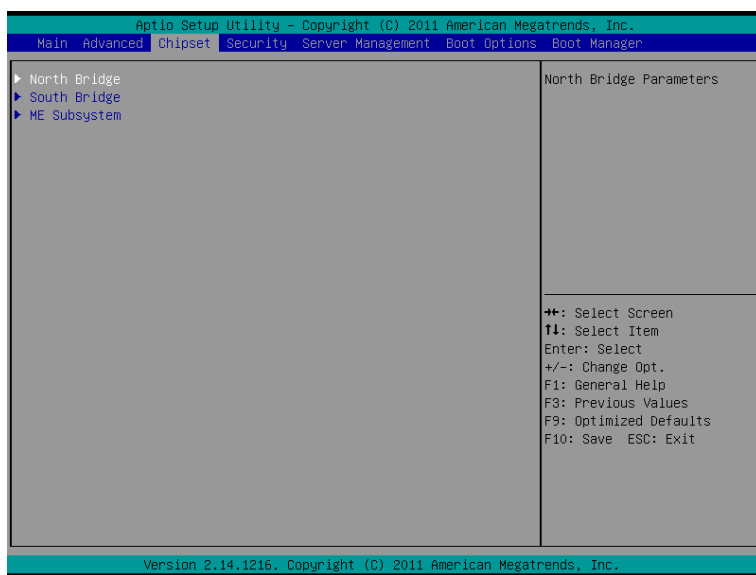 Aptio Setup Utility - Copyright (C) 2011 American Megatrends, Inc.
Main Advanced Chipset Security Server Management Boot Options Boot Manager
North Bridge
South Bridge
ME Subsystem
North Bridge Parameters
→←: Select Screen
↑↓: Select Item
Enter: Select
+/-: Change Opt.
F1: General Help
F3: Previous Values
F9: Optimized Defaults
F10: Save ESC: Exit
Version 2.14.1216. Copyright (C) 2011 American Megatrends, Inc.